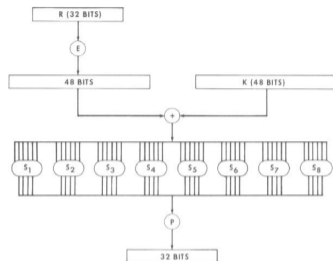 R (32 BITS)
E
48 BITS
K (48 BITS)
+
S1 S2 S3 S4 S5 S6 S7 S8
P
32 BITS